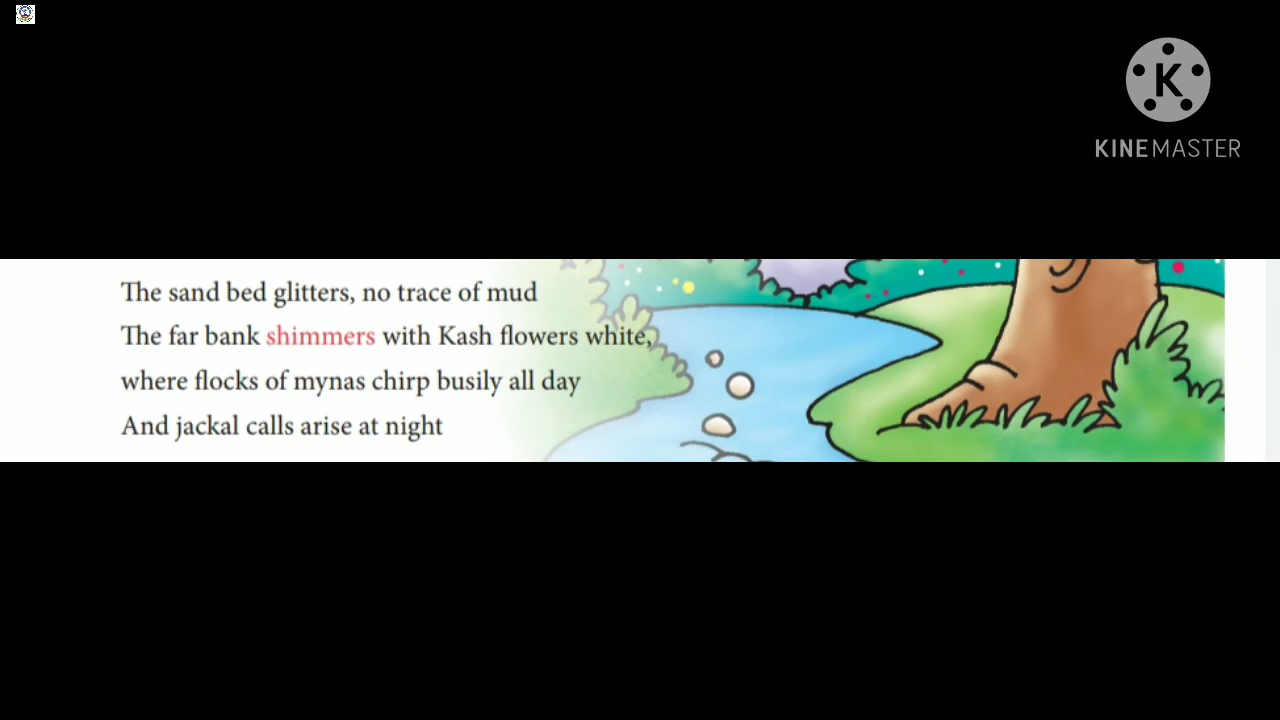 KINEMASTER
The sand bed glitters, no trace of mud
The far bank shimmers with Kash flowers white,
where flocks of mynas chirp busily all day
And jackal calls arise at night